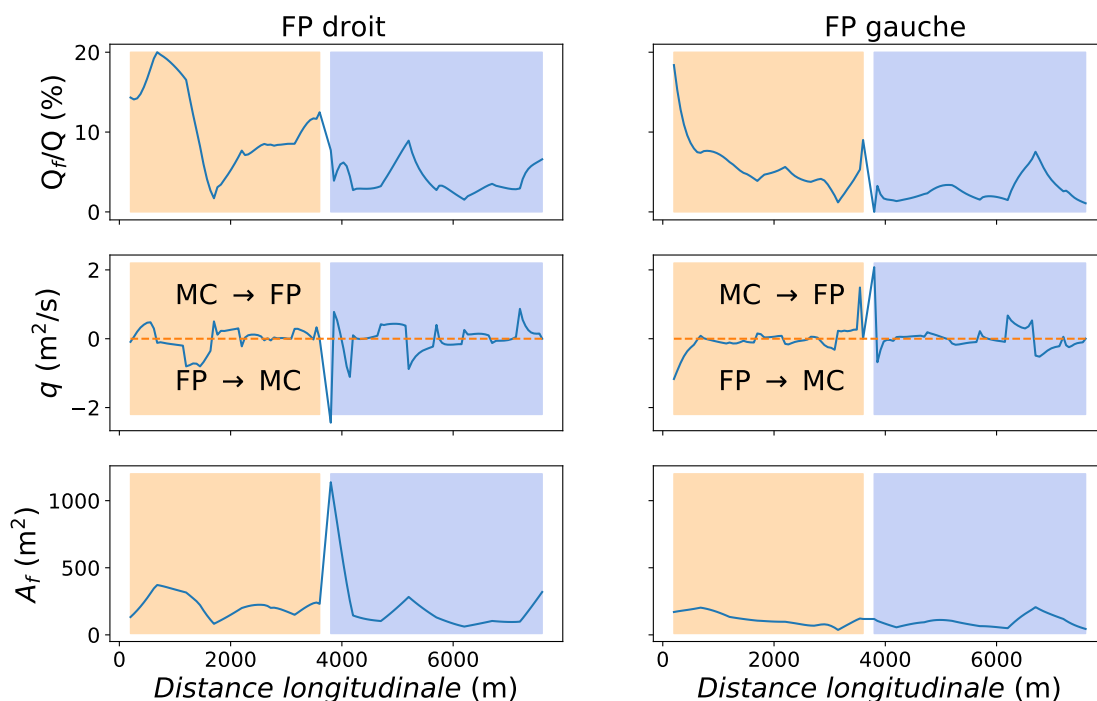 FP droit
FP gauche
Q_f/Q (%)
20
10
0
q (m²/s)
2
0
−2
MC → FP
FP → MC
MC → FP
FP → MC
A_f (m²)
1000
500
0
0 2000 4000 6000
0 2000 4000 6000
Distance longitudinale (m)
Distance longitudinale (m)